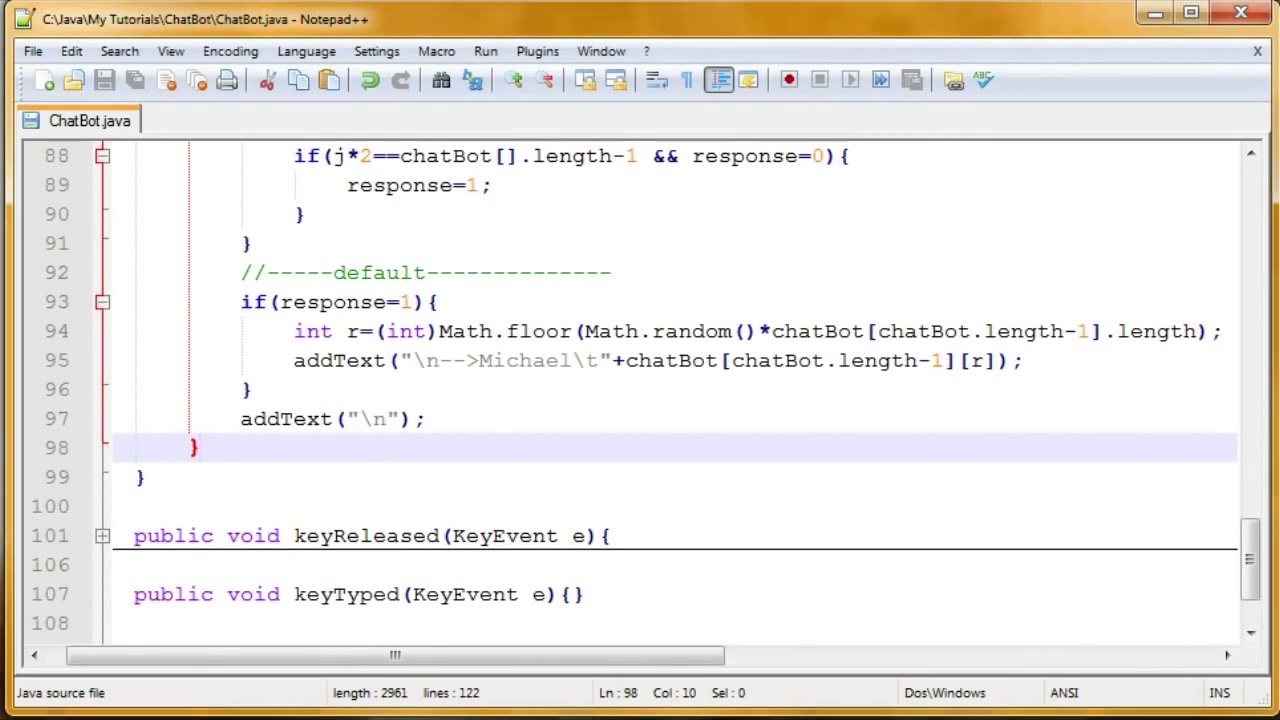 C:\Java\My Tutorials\ChatBot\ChatBot.java - Notepad++
File Edit Search View Encoding Language Settings Macro Run Plugins Window ? X
ChatBot.java
88 if(j*2==chatBot[].length-1 && response=0){
89 response=1;
90 }
91 }
92 //-----default--------------
93 if(response=1){
94 int r=(int)Math.floor(Math.random()*chatBot[chatBot.length-1].length);
95 addText("\n-->Michael\t"+chatBot[chatBot.length-1][r]);
96 }
97 addText("\n");
98 }
99 }
100
101 public void keyReleased(KeyEvent e){
106
107 public void keyTyped(KeyEvent e){}
108
Java source file length : 2961 lines : 122 Ln : 98 Col : 10 Sel : 0 Dos\Windows ANSI INS